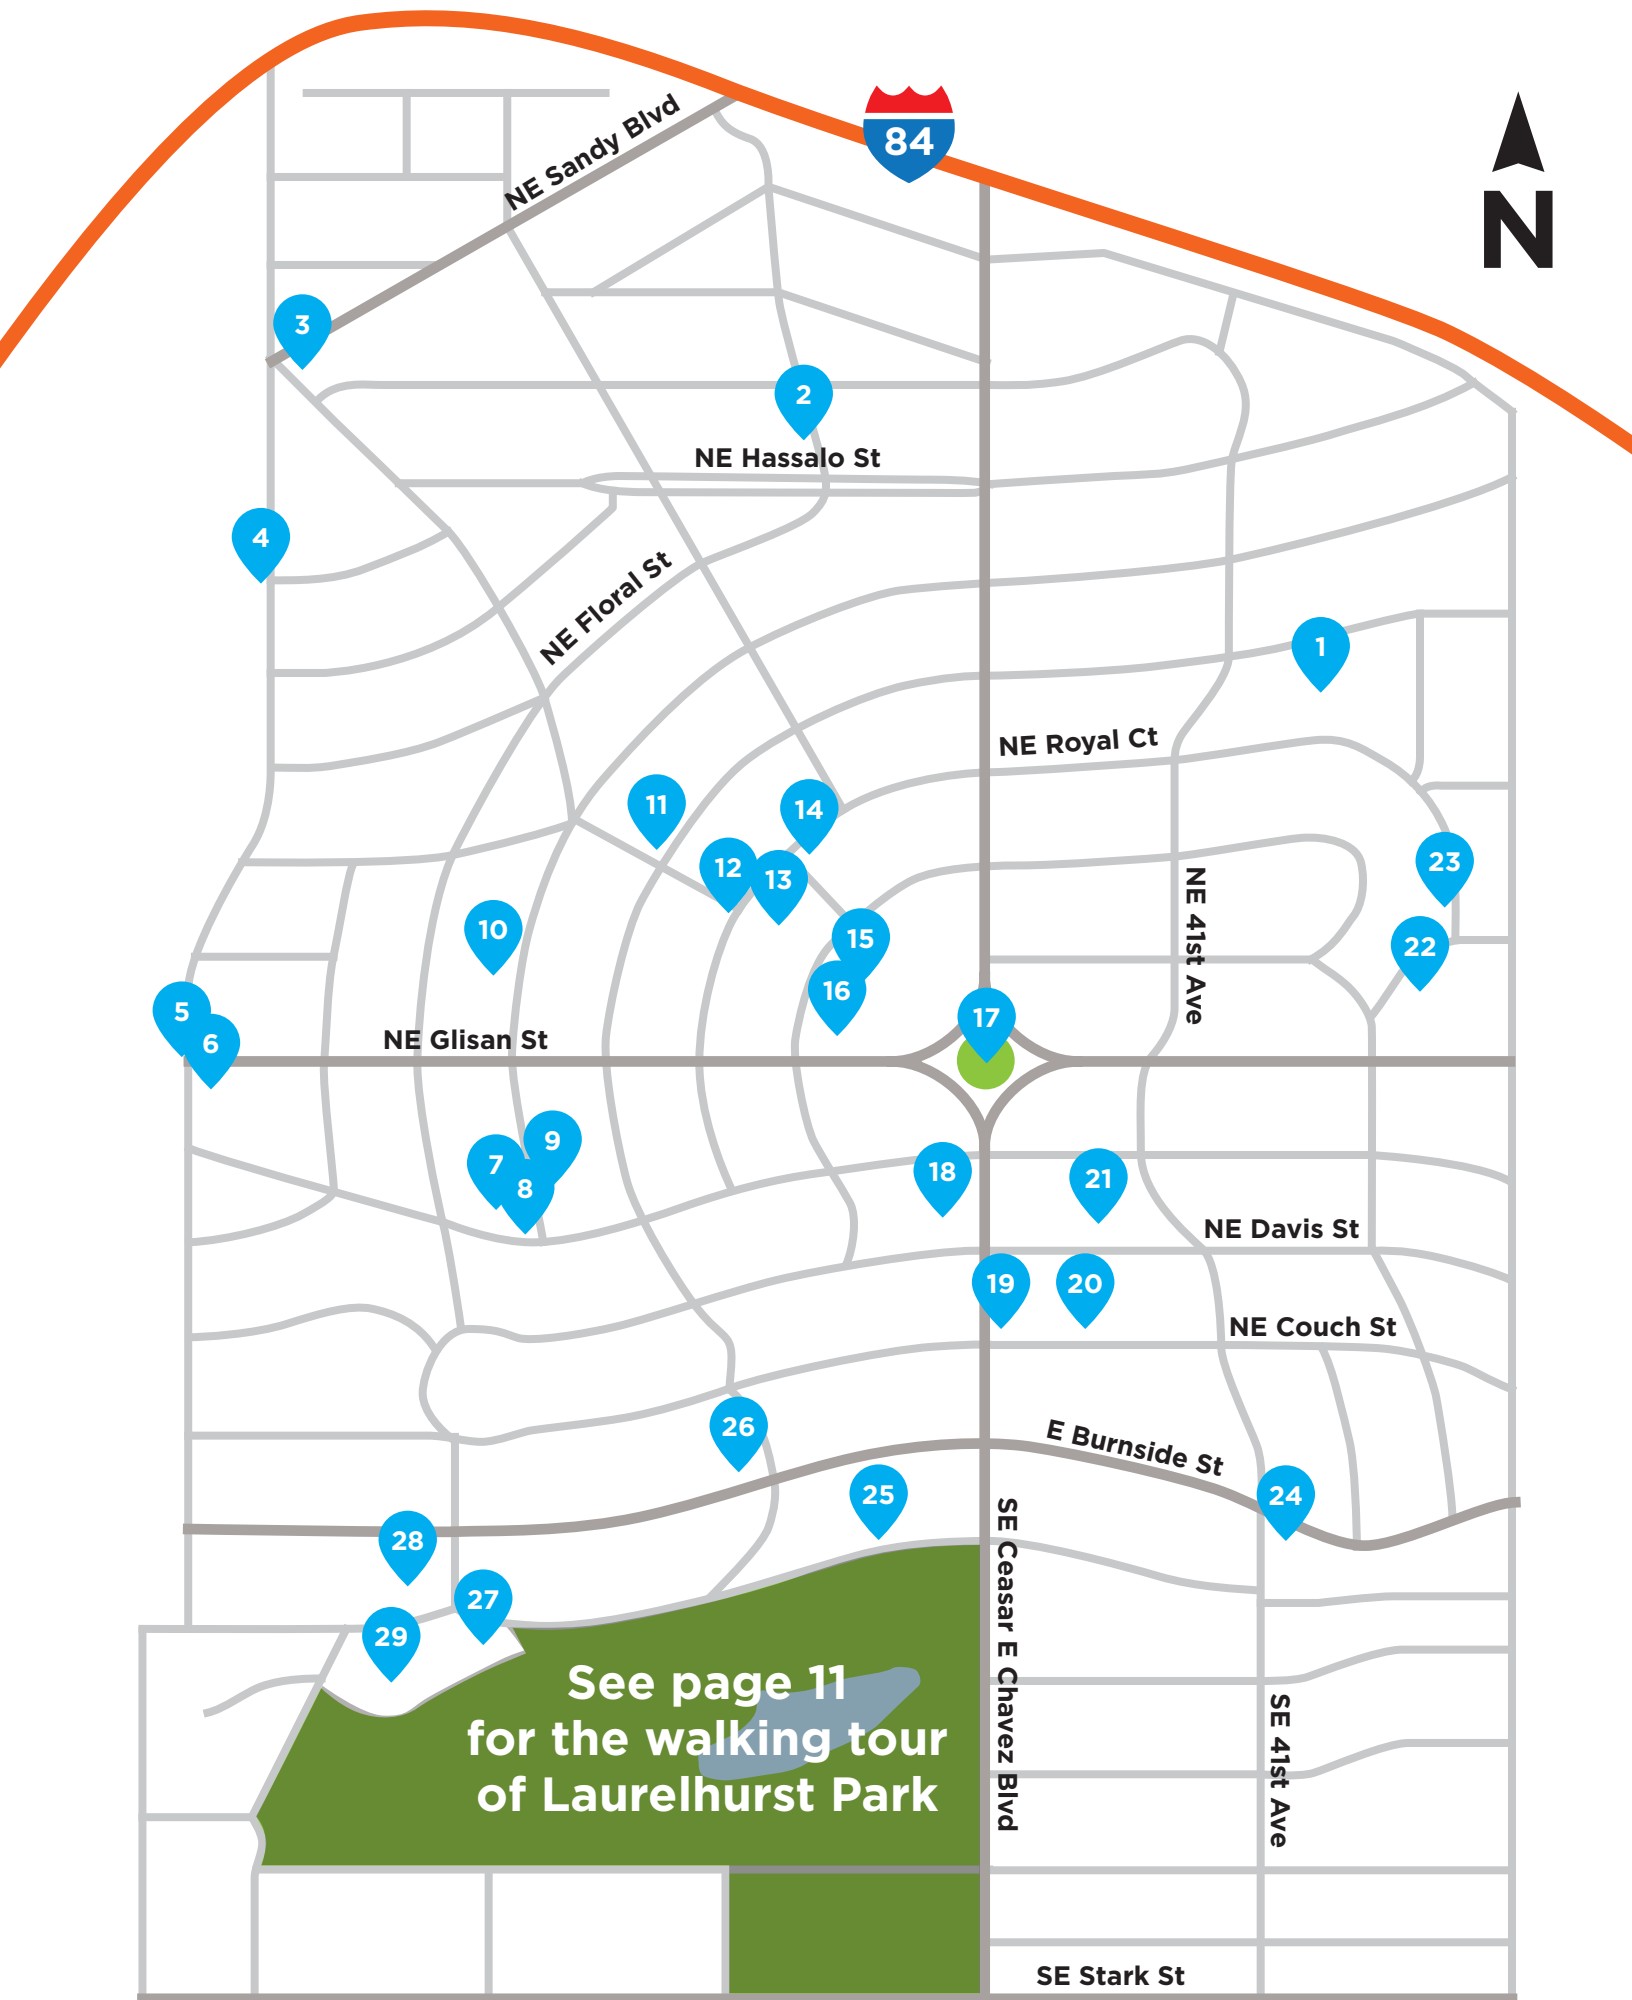 NE Sandy Blvd
84
N
3
2
NE Hassalo St
4
NE Floral St
1
NE Royal Ct
11
14
12
13
23
NE 41st Ave
10
15
22
16
5
17
6
NE Glisan St
9
7
18
21
8
NE Davis St
19
20
NE Couch St
26
E Burnside St
25
24
28
27
29
SE Ceasar E Chavez Blvd
See page 11
for the walking tour
of Laurelhurst Park
SE 41st Ave
SE Stark St